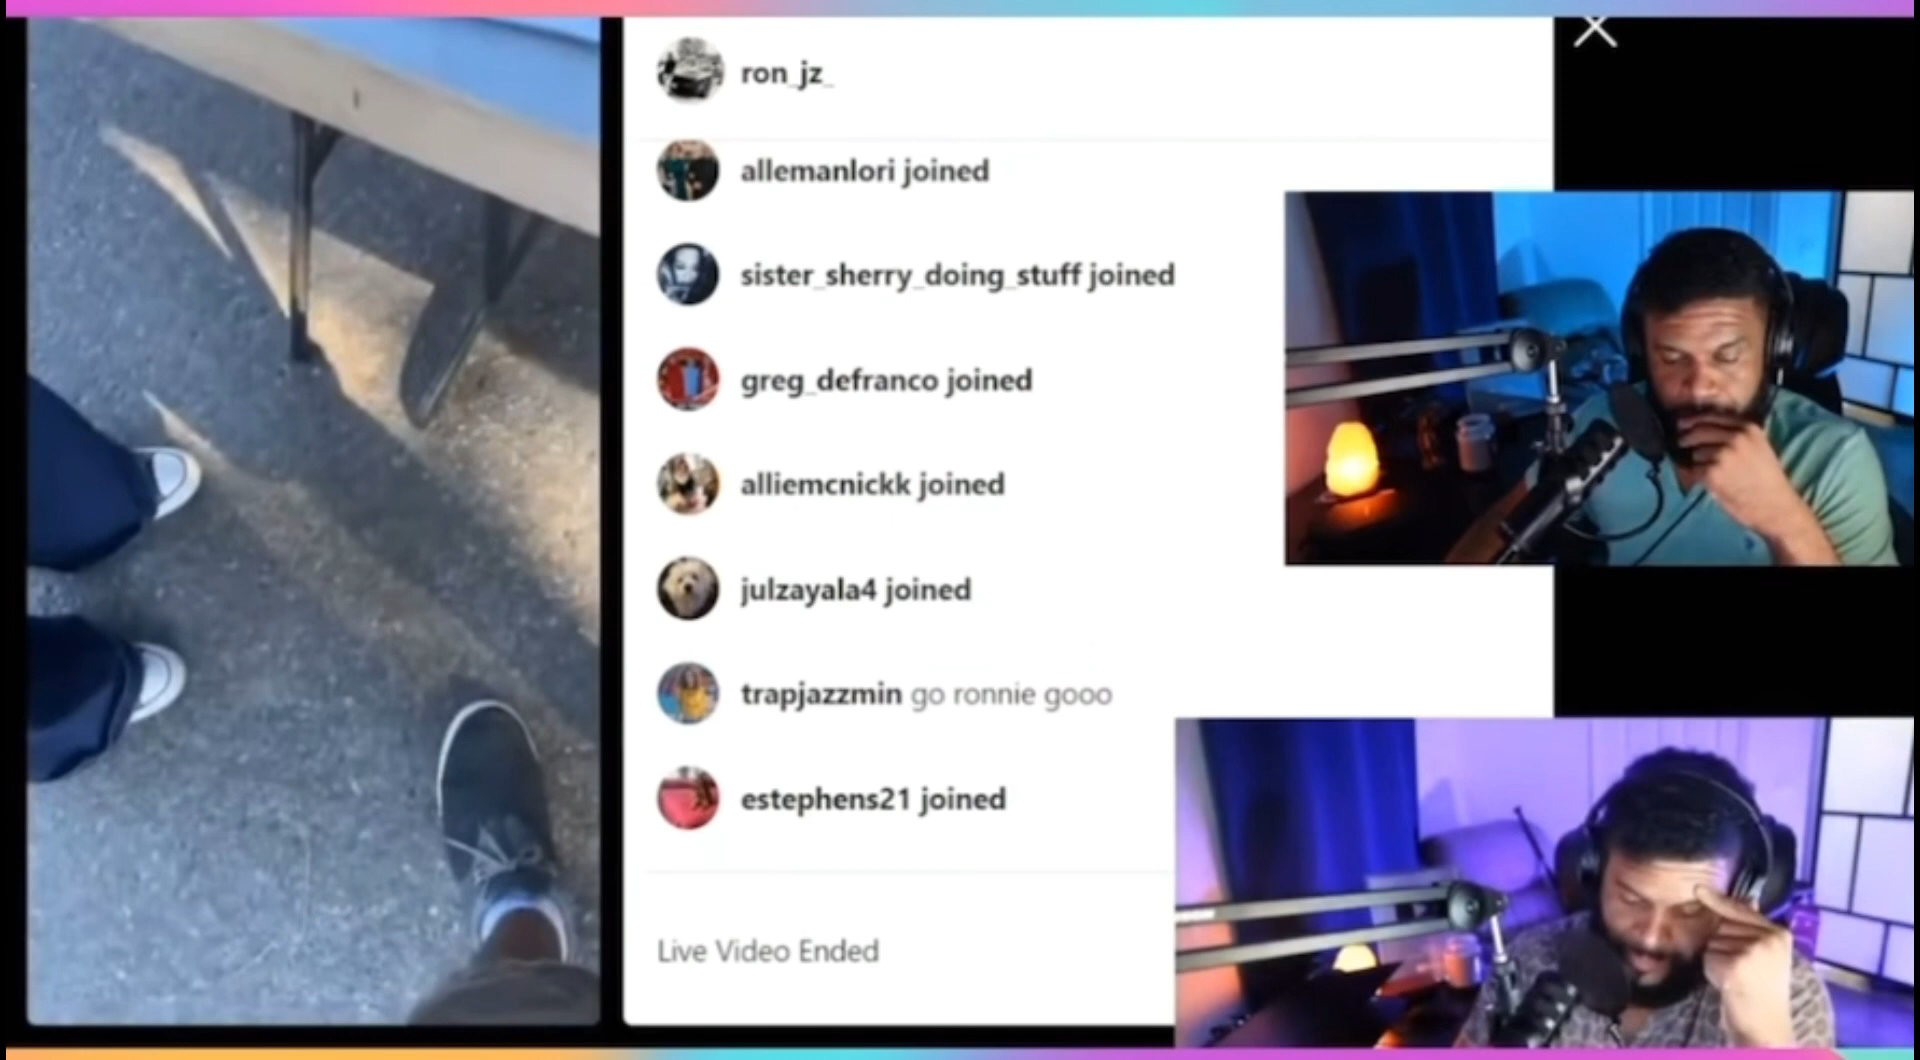 ron_jz_
allemanlori joined
sister_sherry_doing_stuff joined
greg_defranco joined
alliemcnickk joined
julzayala4 joined
trapjazzmin go ronnie gooo
estephens21 joined
Live Video Ended